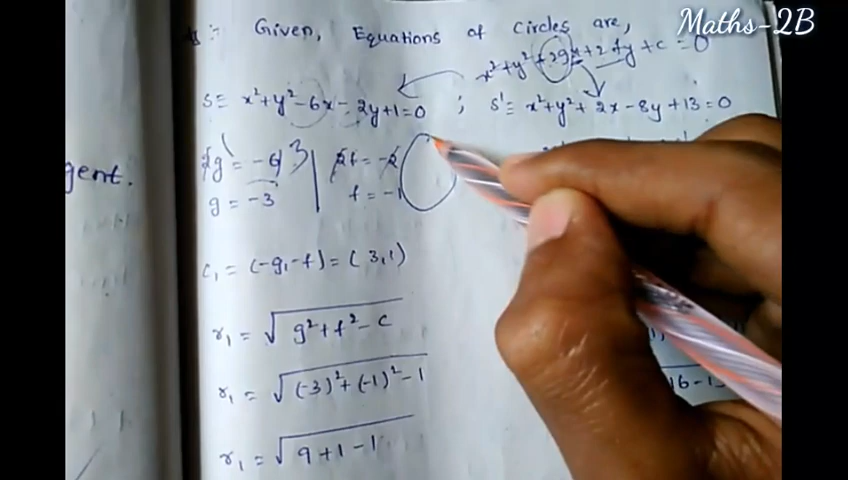 Maths-2B
Given, Equations of Circles are,
x²+y²+2gx+2fy+c = 0
S ≡ x²+y²-6x-2y+1=0 ; S' ≡ x²+y²+2x-8y+13=0
gent.
2g = -6 3 | 2f = -2
g = -3 | f = -1
C₁ = (-g,-f) = (3,1)
r₁ = √g²+f²-c
r₁ = √(-3)²+(-1)²-1
r₁ = √9+1-1